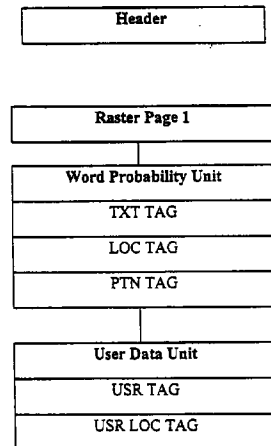 Header
Raster Page 1
Word Probability Unit
TXT TAG
LOC TAG
PTN TAG
User Data Unit
USR TAG
USR LOC TAG